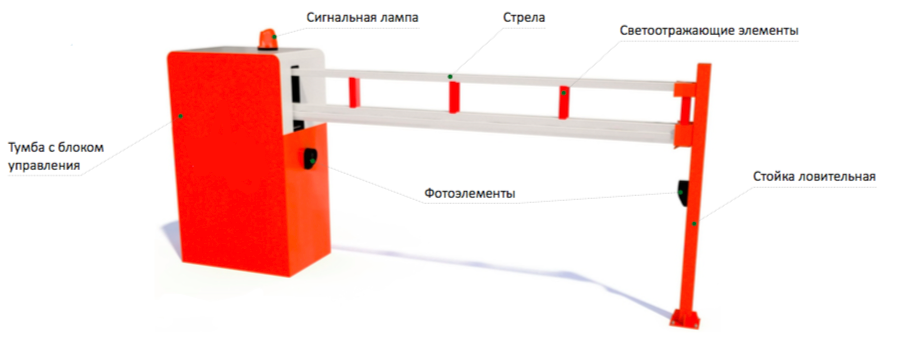 Сигнальная лампа
Стрела
Светоотражающие элементы
Тумба с блоком
управления
Фотоэлементы
Стойка ловительная